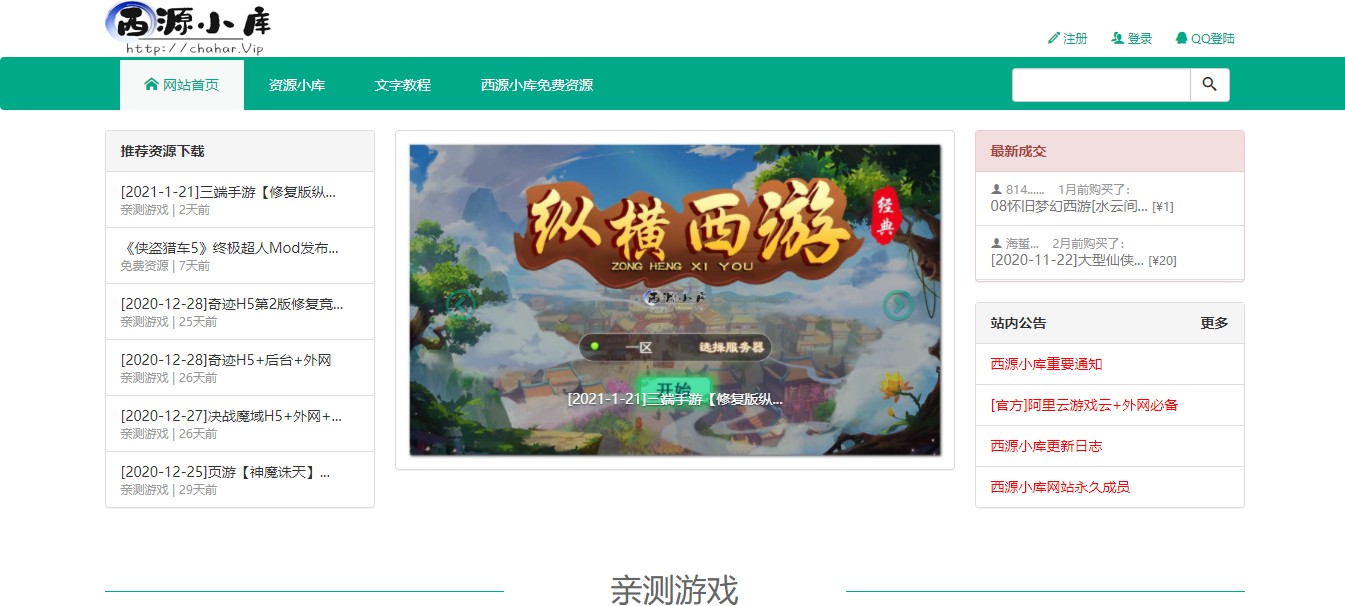 西源小库
http://chahar.Vip
注册 登录 QQ登陆
网站首页 资源小库 文字教程 西源小库免费资源
推荐资源下载
[2021-1-21]三端手游【修复版纵...
亲测游戏 | 2天前
《侠盗猎车5》终极超人Mod发布...
免费资源 | 7天前
[2020-12-28]奇迹H5第2版修复竞...
亲测游戏 | 25天前
[2020-12-28]奇迹H5+后台+外网
亲测游戏 | 26天前
[2020-12-27]决战魔域H5+外网+...
亲测游戏 | 26天前
[2020-12-25]页游【神魔诛天】...
亲测游戏 | 29天前
纵横西游
经典
ZONG HENG XI YOU
西源小库
一区 选择服务器
开始
[2021-1-21]三端手游【修复版纵...
最新成交
814...... 1月前购买了:
08怀旧梦幻西游[水云间... [¥1]
海蜇... 2月前购买了:
[2020-11-22]大型仙侠... [¥20]
站内公告 更多
西源小库重要通知
[官方]阿里云游戏云+外网必备
西源小库更新日志
西源小库网站永久成员
亲测游戏